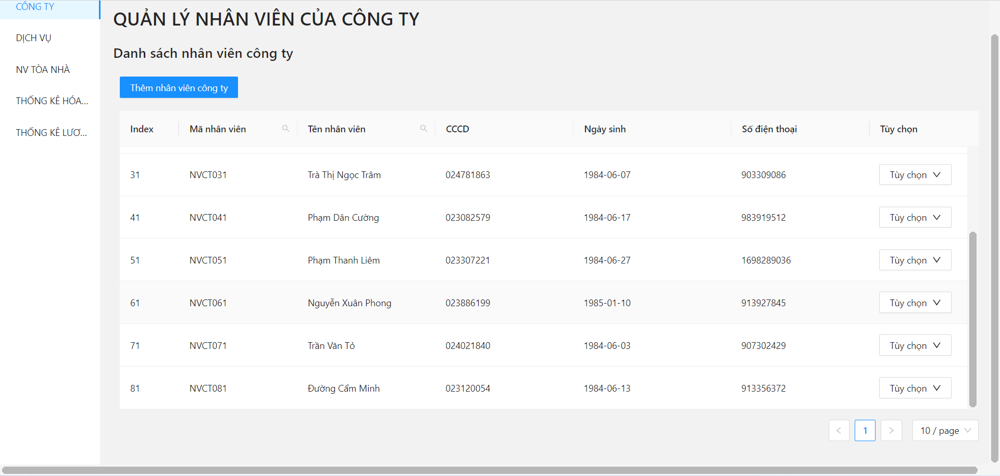 CÔNG TY
DỊCH VỤ
NV TÒA NHÀ
THỐNG KÊ HÓA...
THỐNG KÊ LƯƠ...
QUẢN LÝ NHÂN VIÊN CỦA CÔNG TY
Danh sách nhân viên công ty
Thêm nhân viên công ty
Index Mã nhân viên Tên nhân viên CCCD Ngày sinh Số điện thoại Tùy chọn
31 NVCT031 Trà Thị Ngọc Trâm 024781863 1984-06-07 903309086 Tùy chọn
41 NVCT041 Phạm Dân Cường 023082579 1984-06-17 983919512 Tùy chọn
51 NVCT051 Phạm Thanh Liêm 023307221 1984-06-27 1698289036 Tùy chọn
61 NVCT061 Nguyễn Xuân Phong 023886199 1985-01-10 913927845 Tùy chọn
71 NVCT071 Trần Văn Tỏ 024021840 1984-06-03 907302429 Tùy chọn
81 NVCT081 Đường Cẩm Minh 023120054 1984-06-13 913356372 Tùy chọn
< 1 > 10 / page